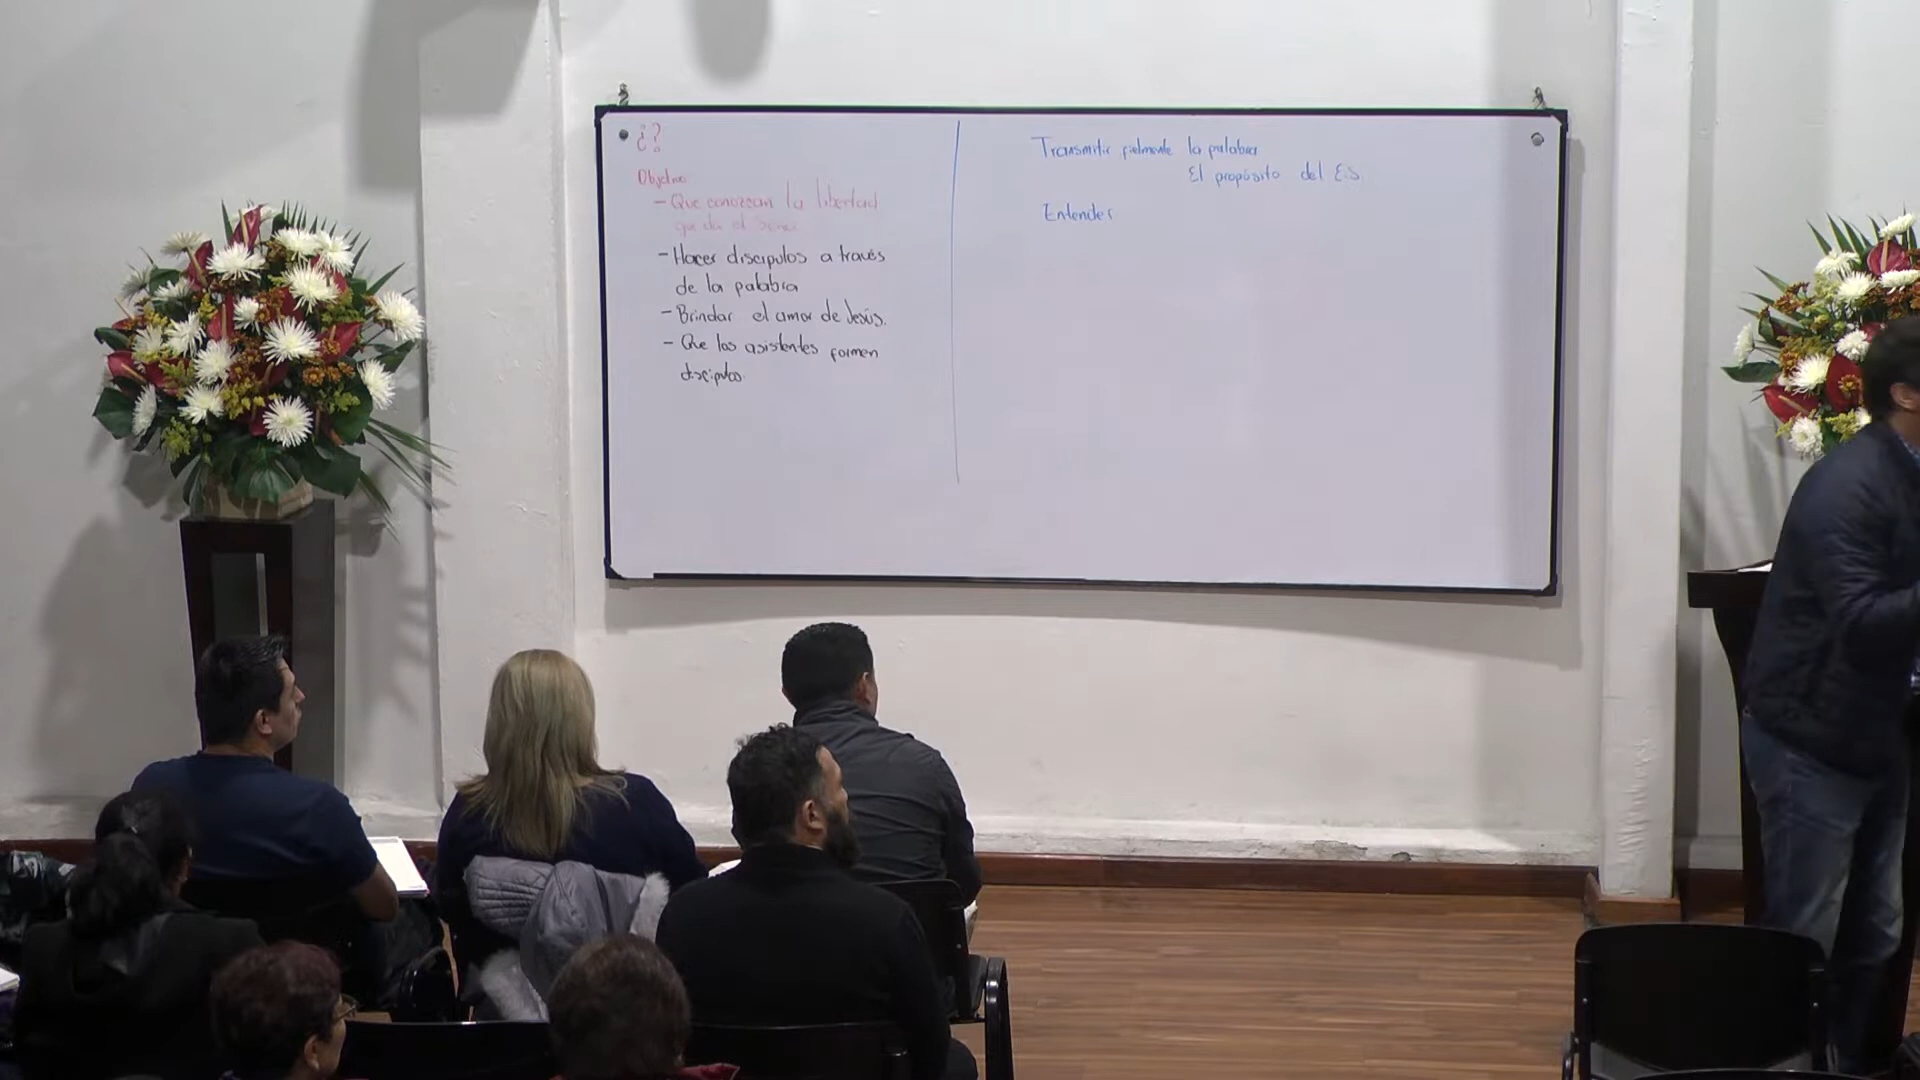 ¿?
Objetivo
- Que conozcan la libertad
que da el Señor
- Hacer discipulos a través
de la palabra
- Brindar el amor de Jesús.
- Que los asistentes formen
discipulos.
Transmitir fielmente la palabra
El propósito del E.S.
Entender